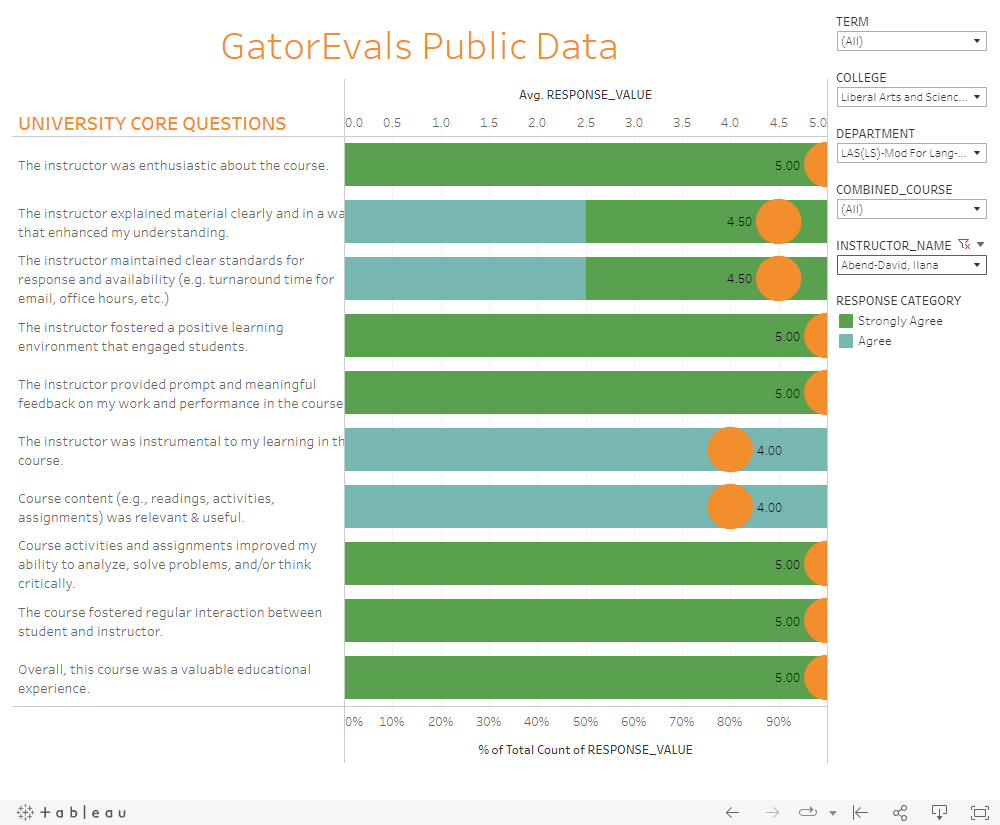 GatorEvals Public Data
Avg. RESPONSE_VALUE
UNIVERSITY CORE QUESTIONS
0.0 0.5 1.0 1.5 2.0 2.5 3.0 3.5 4.0 4.5 5.0
The instructor was enthusiastic about the course.
5.00
The instructor explained material clearly and in a wa
that enhanced my understanding.
4.50
The instructor maintained clear standards for
response and availability (e.g. turnaround time for
email, office hours, etc.)
4.50
The instructor fostered a positive learning
environment that engaged students.
5.00
The instructor provided prompt and meaningful
feedback on my work and performance in the course
5.00
The instructor was instrumental to my learning in th
course.
4.00
Course content (e.g., readings, activities,
assignments) was relevant & useful.
4.00
Course activities and assignments improved my
ability to analyze, solve problems, and/or think
critically.
5.00
The course fostered regular interaction between
student and instructor.
5.00
Overall, this course was a valuable educational
experience.
5.00
0% 10% 20% 30% 40% 50% 60% 70% 80% 90%
% of Total Count of RESPONSE_VALUE
TERM
(All)
COLLEGE
Liberal Arts and Scienc...
DEPARTMENT
LAS(LS)-Mod For Lang-...
COMBINED_COURSE
(All)
INSTRUCTOR_NAME
Abend-David, Ilana
RESPONSE CATEGORY
Strongly Agree
Agree
+ a b | e a u